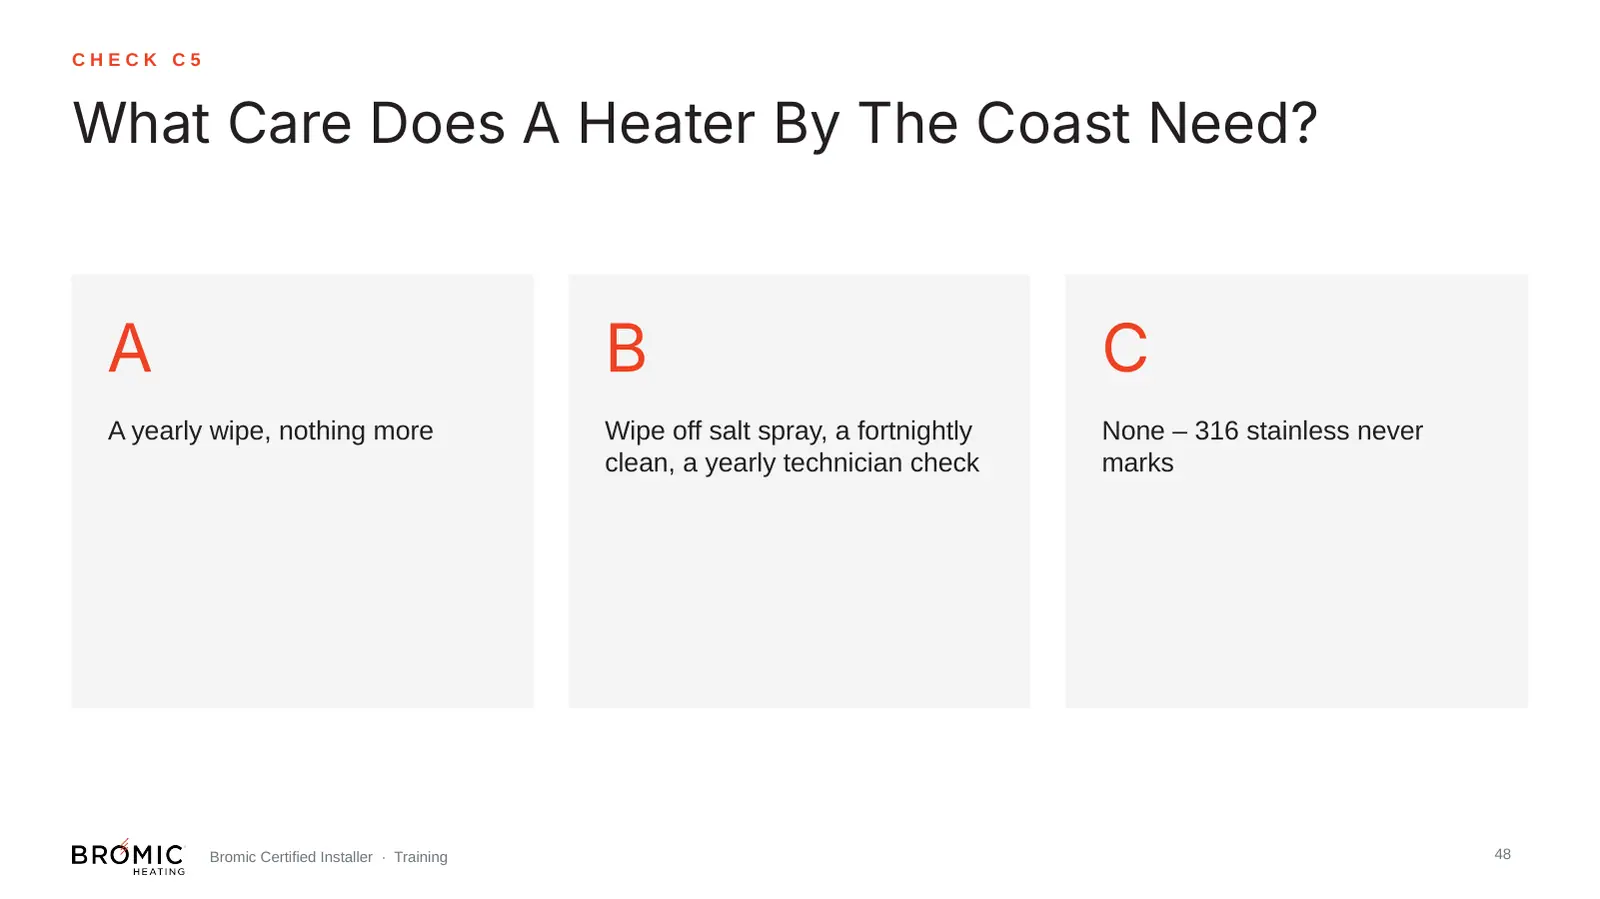 CHECK C5
What Care Does A Heater By The Coast Need?
A
A yearly wipe, nothing more
B
Wipe off salt spray, a fortnightly
clean, a yearly technician check
C
None – 316 stainless never
marks
BROMIC
HEATING
Bromic Certified Installer · Training
48